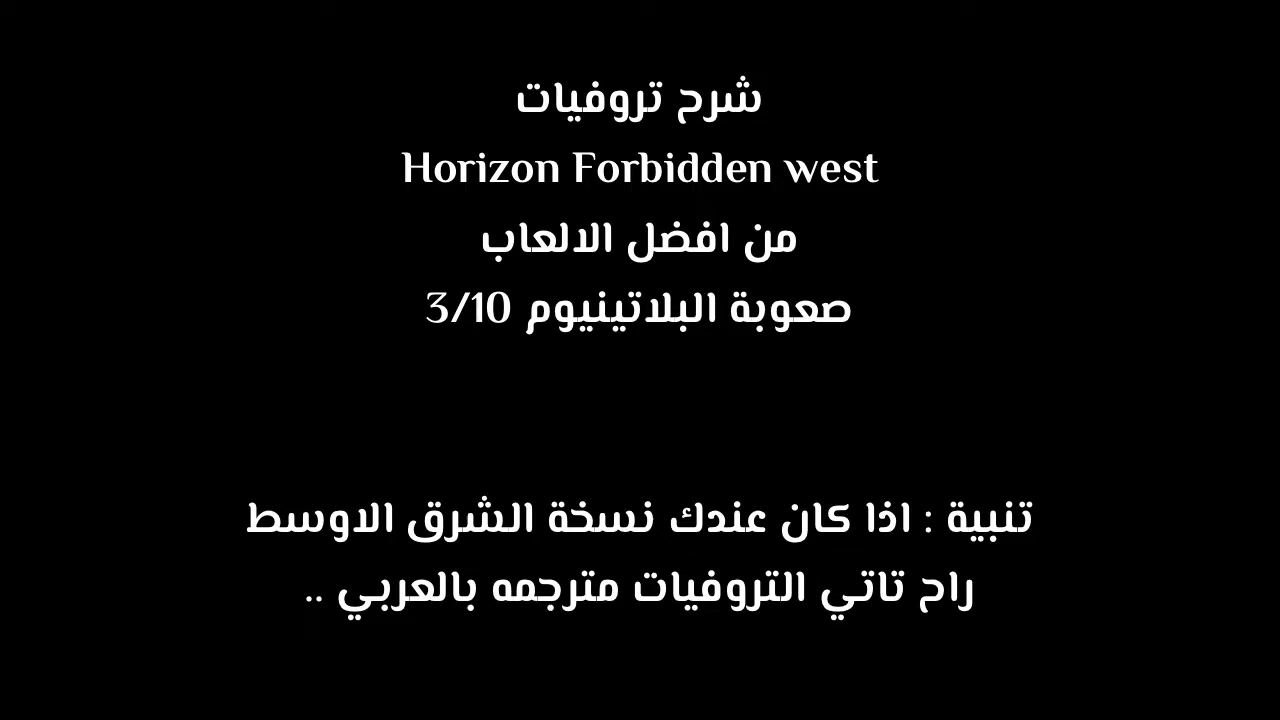 شرح تروفيات
Horizon Forbidden west
من افضل الالعاب
صعوبة البلاتينيوم 3/10
تنبية : اذا كان عندك نسخة الشرق الاوسط
راح تاتي التروفيات مترجمه بالعربي ..